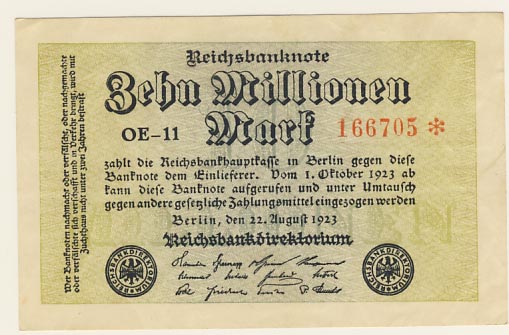 Reichsbanknote
Zehn Millionen
OE-11 Mark 166705 *
zahlt die Reichsbankhauptkasse in Berlin gegen diese
Banknote dem Einlieferer. Vom 1. Oktober 1923 ab
kann diese Banknote aufgerufen und unter Umtausch
gegen andere gesetzliche Zahlungsmittel eingezogen werden
Berlin, den 22. August 1923
Reichsbankdirektorium
REICHSBANKDIREKTORIUM
REICHSBANKDIREKTORIUM
Wer Banknoten nachmacht oder verfälscht, oder nachgemachte
oder verfälschte sich verschafft und in Verkehr bringt, wird mit
Zuchthaus nicht unter zwei Jahren bestraft